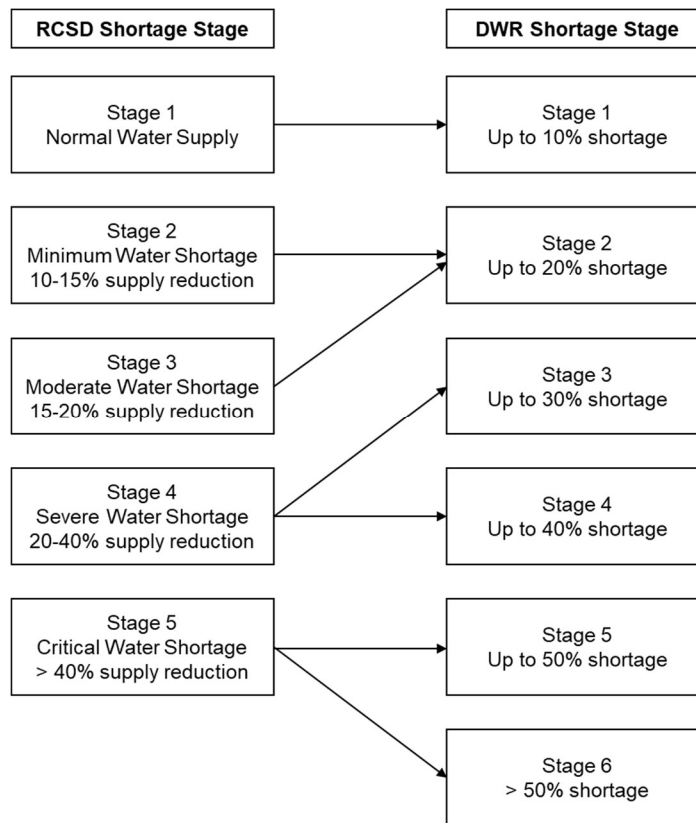 RCSD Shortage Stage
DWR Shortage Stage
Stage 1
Normal Water Supply
Stage 1
Up to 10% shortage
Stage 2
Minimum Water Shortage
10-15% supply reduction
Stage 2
Up to 20% shortage
Stage 3
Moderate Water Shortage
15-20% supply reduction
Stage 3
Up to 30% shortage
Stage 4
Severe Water Shortage
20-40% supply reduction
Stage 4
Up to 40% shortage
Stage 5
Critical Water Shortage
> 40% supply reduction
Stage 5
Up to 50% shortage
Stage 6
> 50% shortage